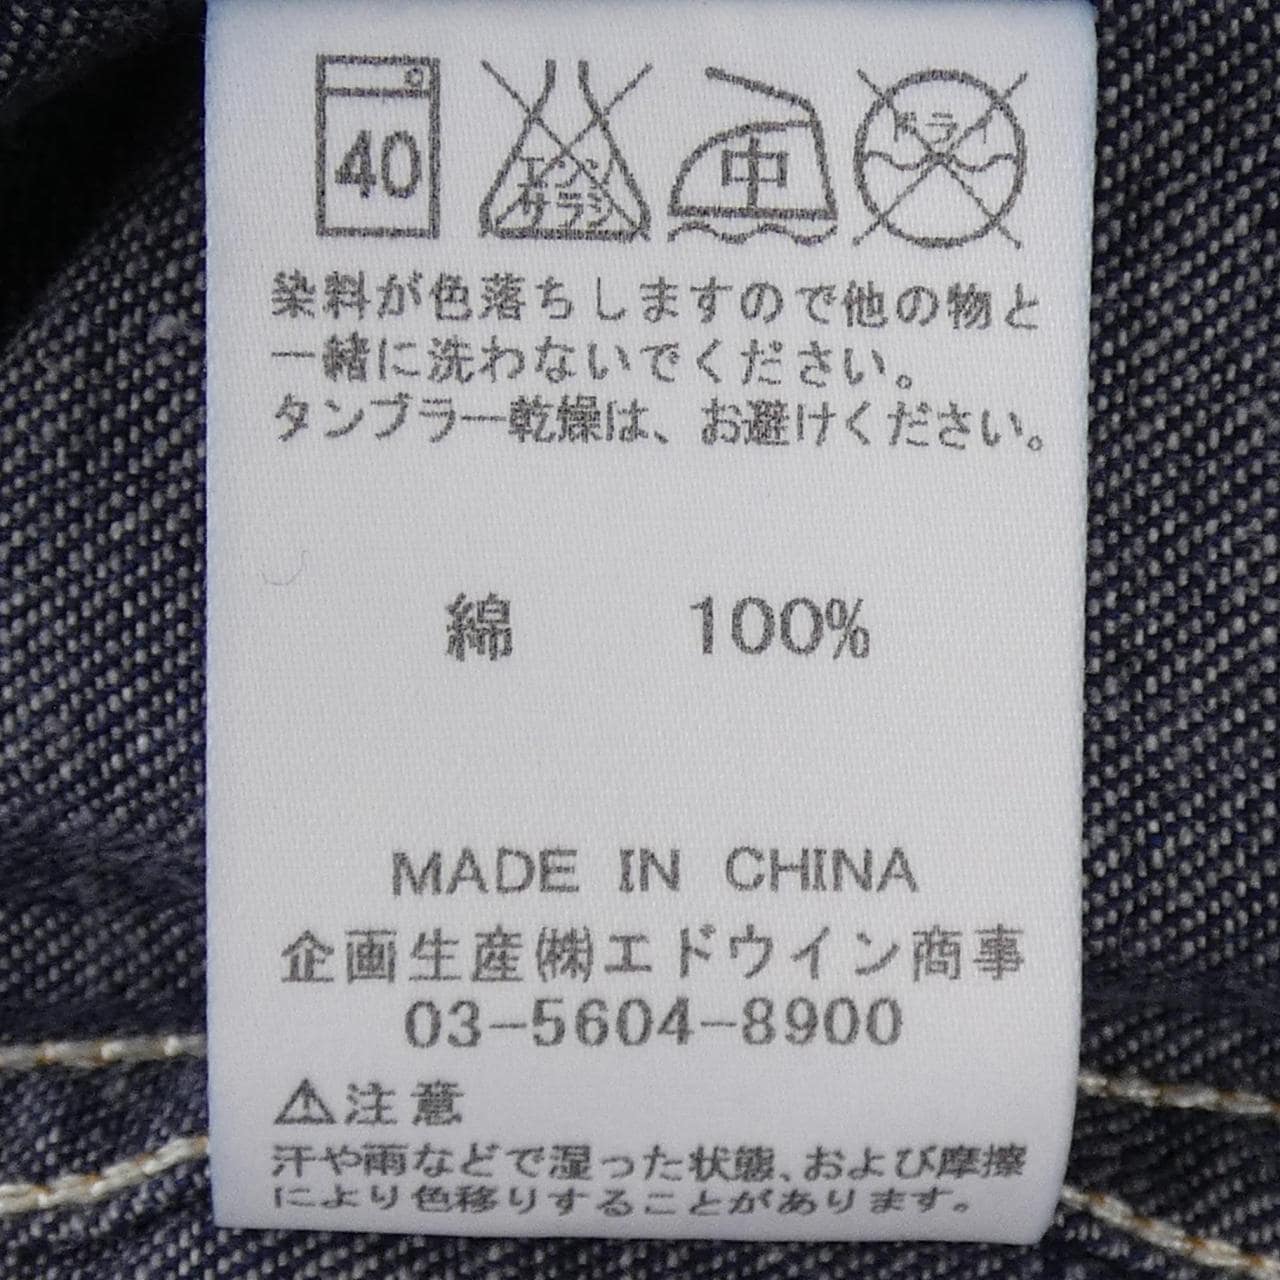 40 エンソ サラシ 中 ドライ
染料が色落ちしますので他の物と
一緒に洗わないでください。
タンブラー乾燥は、お避けください。
綿 100%
MADE IN CHINA
企画生産㈱エドウイン商事
03-5604-8900
⚠注意
汗や雨などで湿った状態、および摩擦
により色移りすることがあります。